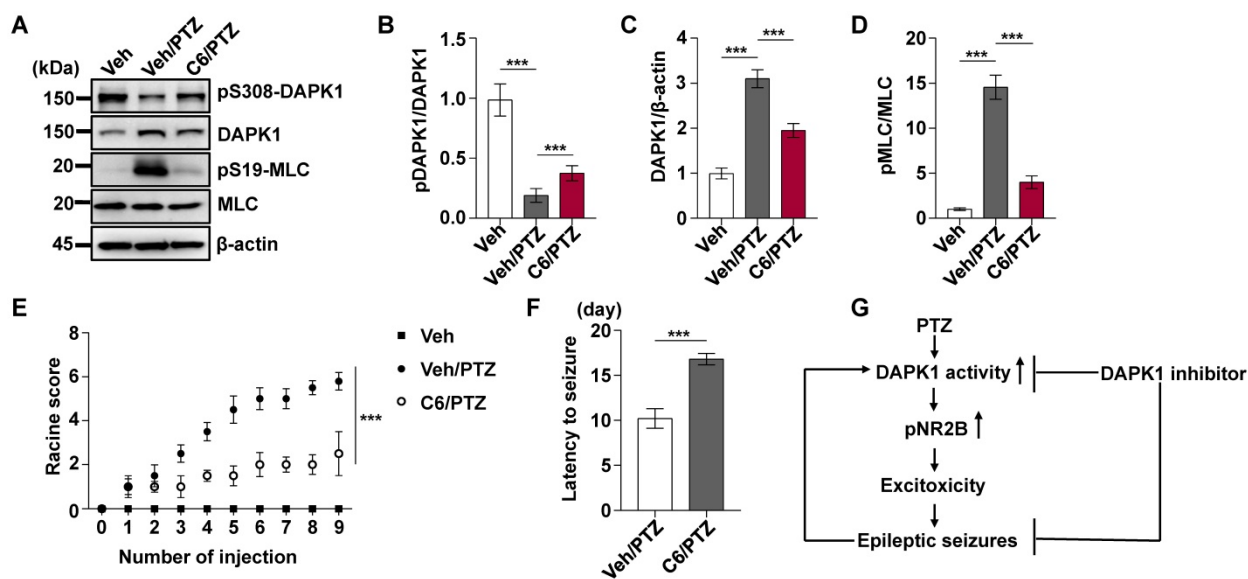 A
(kDa)
Veh
Veh/PTZ
C6/PTZ
150
pS308-DAPK1
150
DAPK1
20
pS19-MLC
20
MLC
45
β-actin
B
pDAPK1/DAPK1
1.5
1.0
0.5
0.0
***
***
Veh
Veh/PTZ
C6/PTZ
C
DAPK1/β-actin
4
3
2
1
0
***
***
Veh
Veh/PTZ
C6/PTZ
D
pMLC/MLC
20
15
10
5
0
***
***
Veh
Veh/PTZ
C6/PTZ
E
Racine score
8
6
4
2
0
0 1 2 3 4 5 6 7 8 9
Number of injection
Veh
Veh/PTZ
C6/PTZ
***
F
(day)
Latency to seizure
20
15
10
5
0
***
Veh/PTZ
C6/PTZ
G
PTZ
DAPK1 activity
DAPK1 inhibitor
pNR2B
Excitoxicity
Epileptic seizures